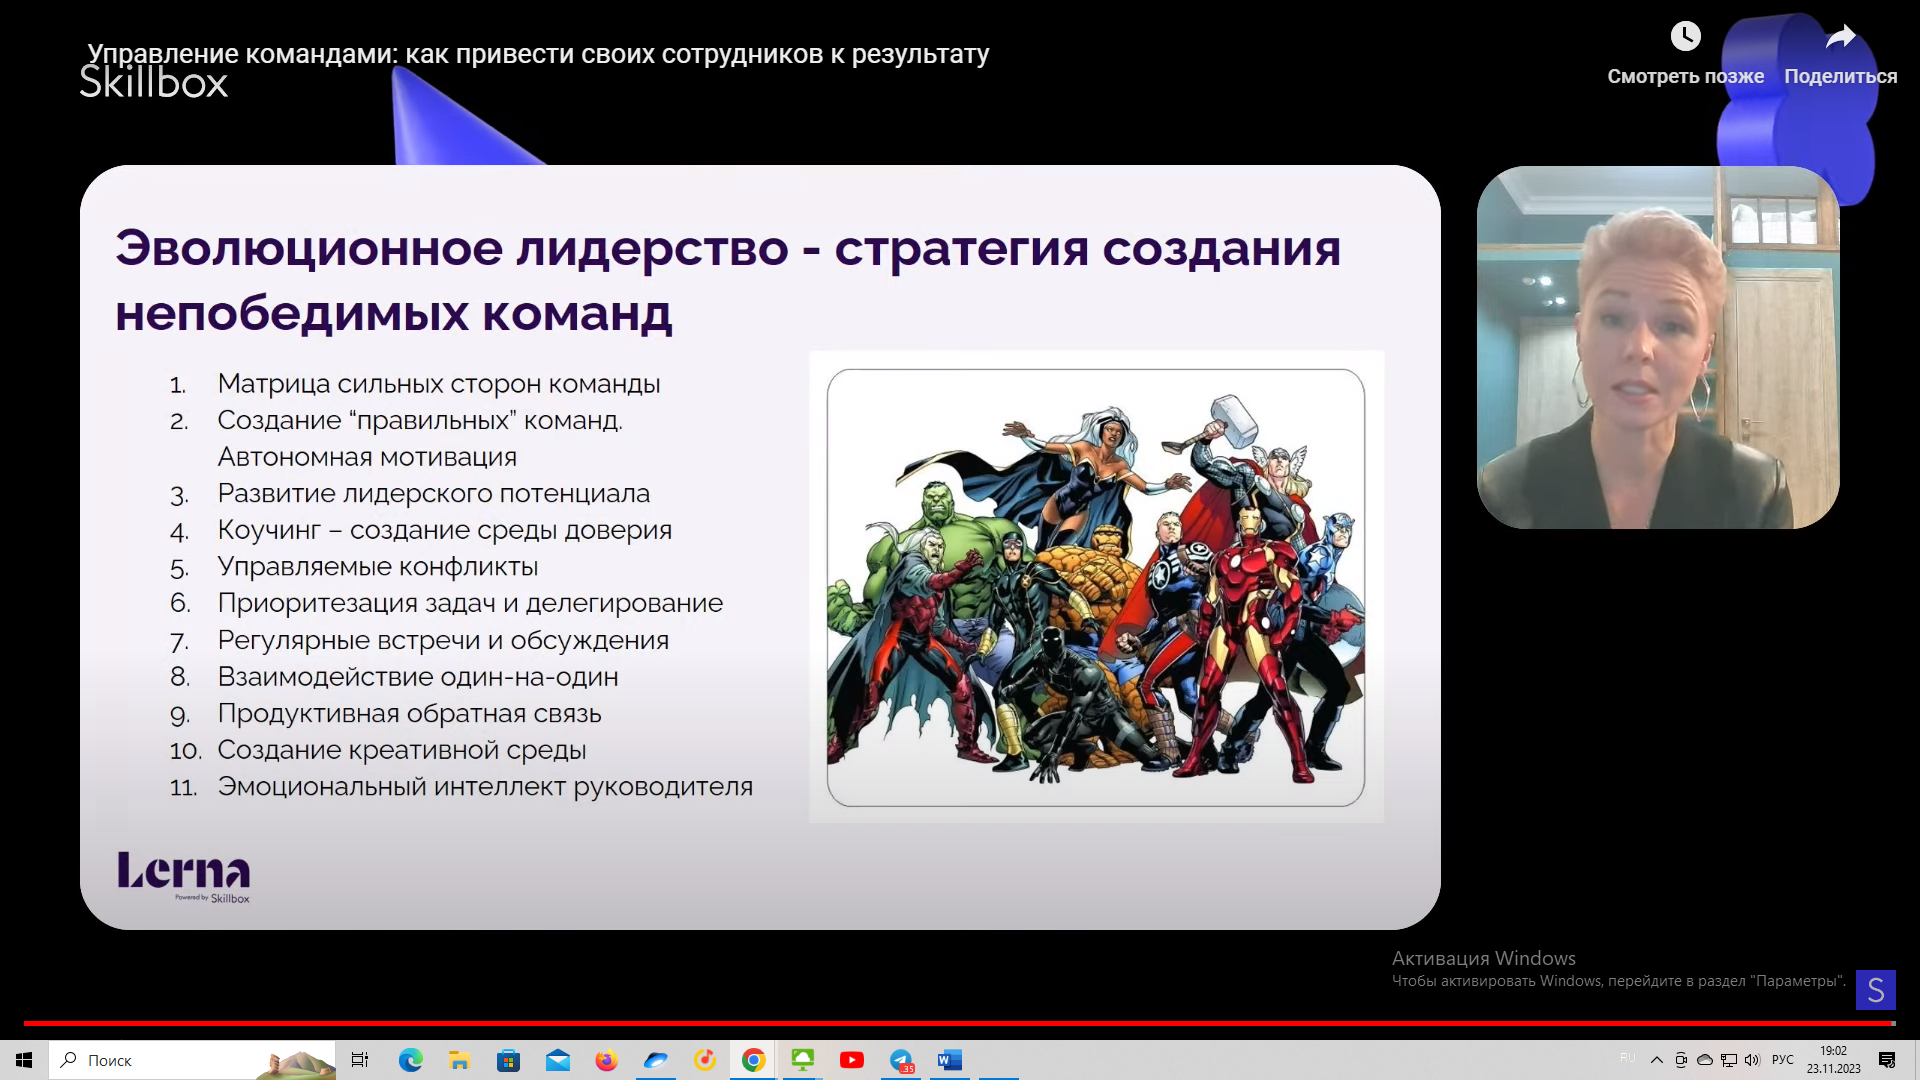 Управление командами: как привести своих сотрудников к результату
Skillbox
Смотреть позже
Поделиться
Эволюционное лидерство - стратегия создания
непобедимых команд
1. Матрица сильных сторон команды
2. Создание “правильных” команд.
Автономная мотивация
3. Развитие лидерского потенциала
4. Коучинг – создание среды доверия
5. Управляемые конфликты
6. Приоритезация задач и делегирование
7. Регулярные встречи и обсуждения
8. Взаимодействие один-на-один
9. Продуктивная обратная связь
10. Создание креативной среды
11. Эмоциональный интеллект руководителя
Lerna
Powered by Skillbox
Активация Windows
Чтобы активировать Windows, перейдите в раздел "Параметры".
S
Поиск
35
W
RU
РУС
19:02
23.11.2023